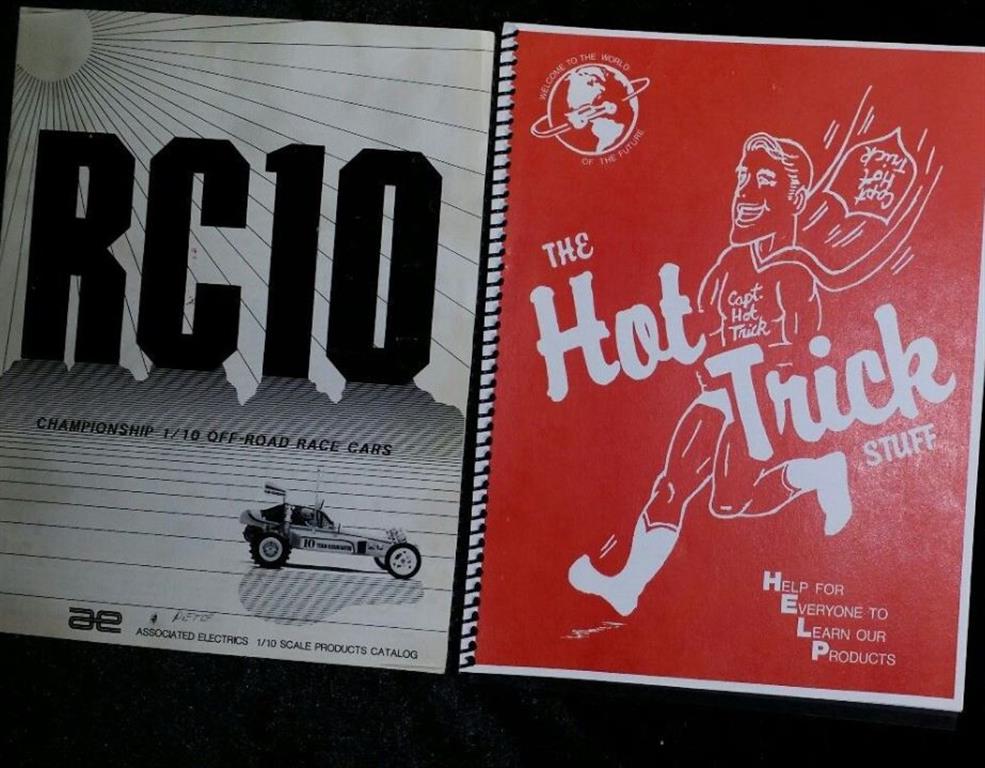 RC10
CHAMPIONSHIP 1/10 OFF-ROAD RACE CARS
10 TEAM ASSOCIATED
ae
ASSOCIATED ELECTRICS 1/10 SCALE PRODUCTS CATALOG
WELCOME TO THE WORLD
OF THE FUTURE
Capt
Hot
Trick
THE
Hot
Capt.
Hot
Trick
Trick
STUFF
HELP FOR
EVERYONE TO
LEARN OUR
PRODUCTS